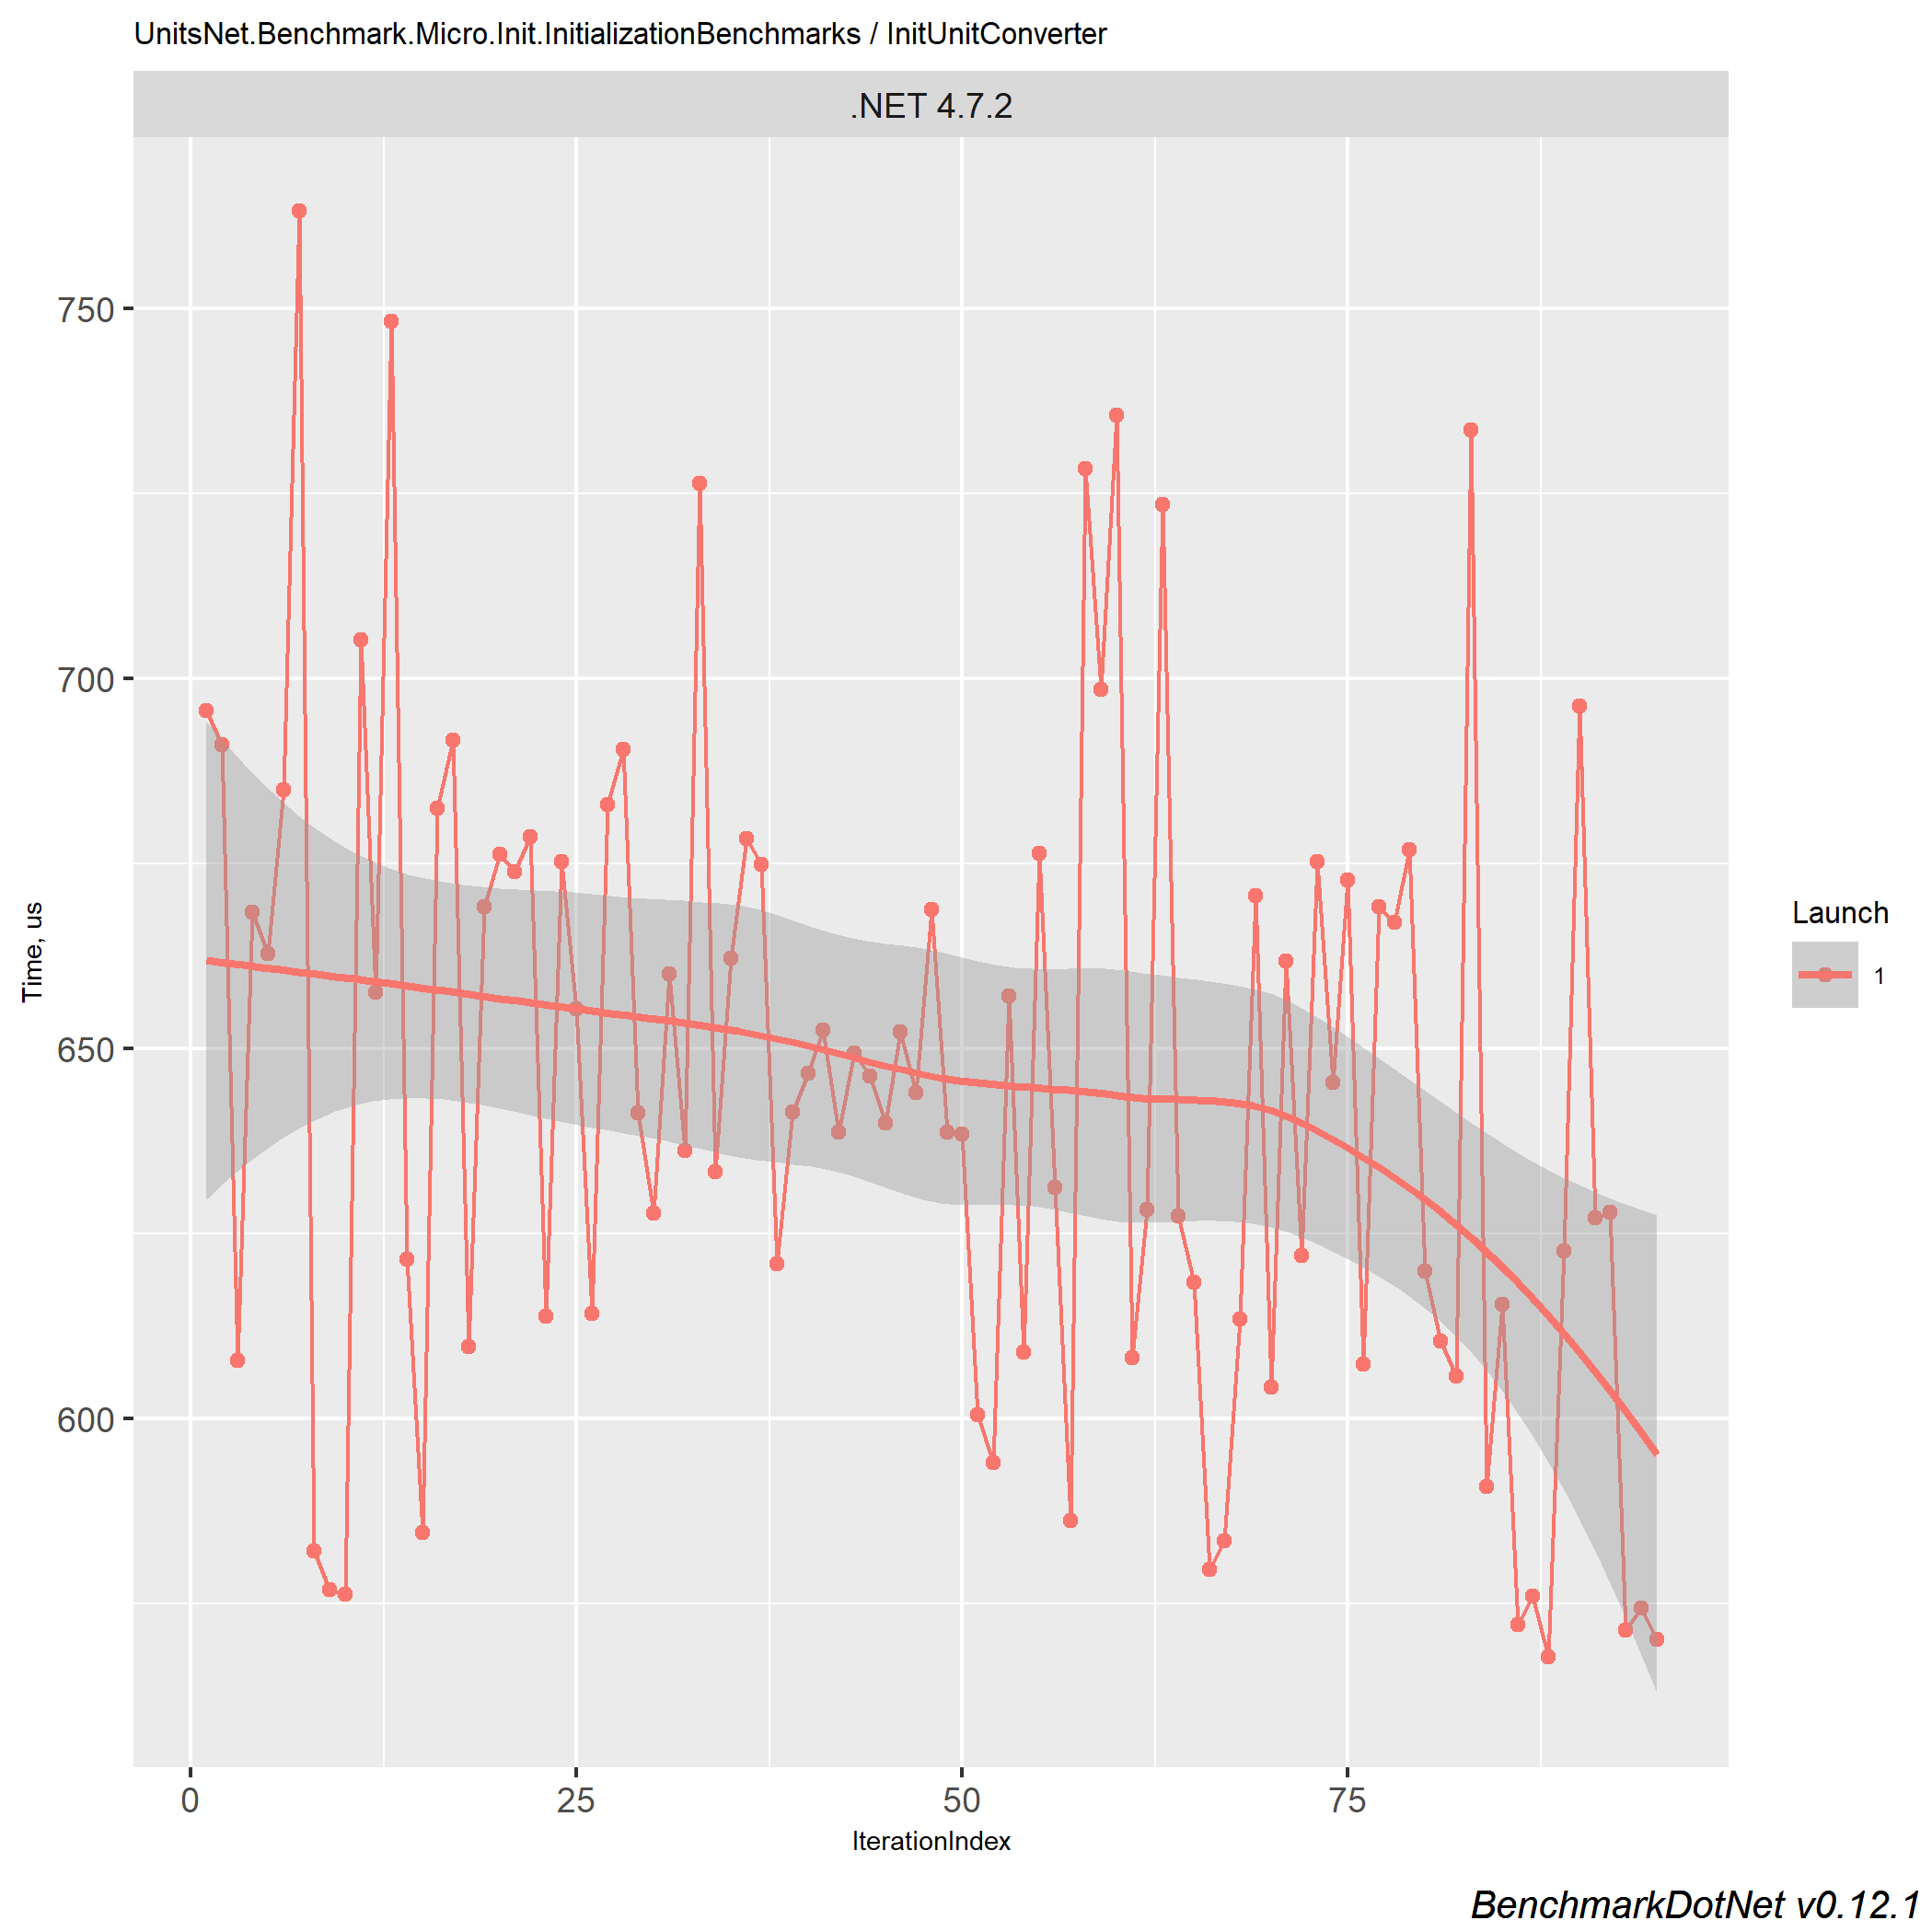 UnitsNet.Benchmark.Micro.Init.InitializationBenchmarks / InitUnitConverter
.NET 4.7.2
750
700
650
600
Time, us
0 25 50 75
IterationIndex
Launch
1
BenchmarkDotNet v0.12.1